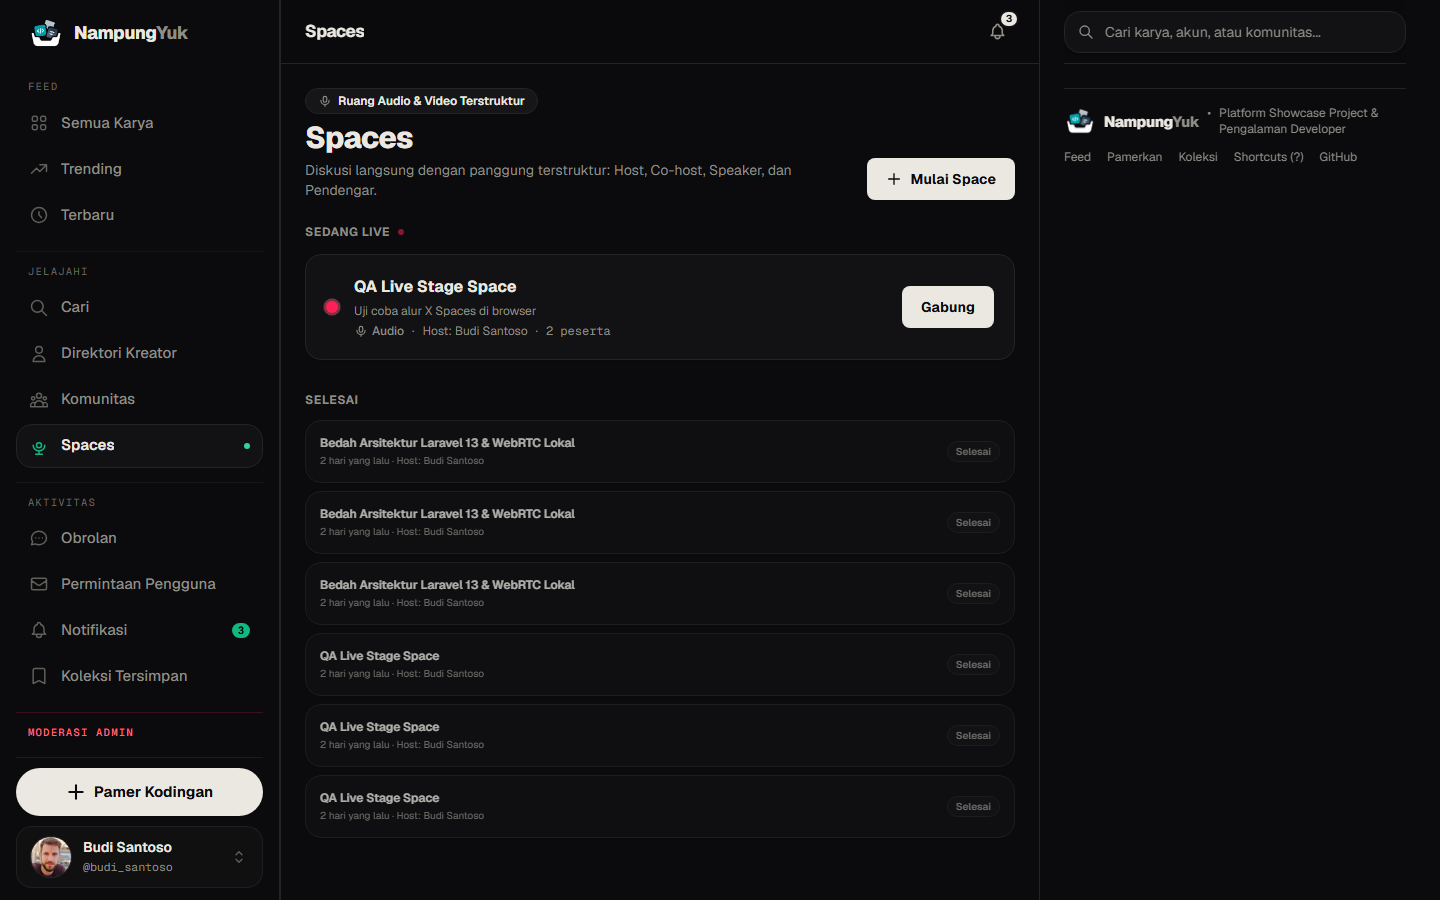 NampungYuk
FEED
Semua Karya
Trending
Terbaru
JELAJAHI
Cari
Direktori Kreator
Komunitas
Spaces
AKTIVITAS
Obrolan
Permintaan Pengguna
Notifikasi 3
Koleksi Tersimpan
MODERASI ADMIN
Pamer Kodingan
Budi Santoso
@budi_santoso
Spaces
3
Ruang Audio & Video Terstruktur
Spaces
Diskusi langsung dengan panggung terstruktur: Host, Co-host, Speaker, dan
Pendengar.
Mulai Space
SEDANG LIVE
QA Live Stage Space
Uji coba alur X Spaces di browser
Audio · Host: Budi Santoso · 2 peserta
Gabung
SELESAI
Bedah Arsitektur Laravel 13 & WebRTC Lokal
2 hari yang lalu · Host: Budi Santoso
Selesai
Bedah Arsitektur Laravel 13 & WebRTC Lokal
2 hari yang lalu · Host: Budi Santoso
Selesai
Bedah Arsitektur Laravel 13 & WebRTC Lokal
2 hari yang lalu · Host: Budi Santoso
Selesai
QA Live Stage Space
2 hari yang lalu · Host: Budi Santoso
Selesai
QA Live Stage Space
2 hari yang lalu · Host: Budi Santoso
Selesai
QA Live Stage Space
2 hari yang lalu · Host: Budi Santoso
Selesai
Cari karya, akun, atau komunitas...
NampungYuk • Platform Showcase Project &
Pengalaman Developer
Feed Pamerkan Koleksi Shortcuts (?) GitHub